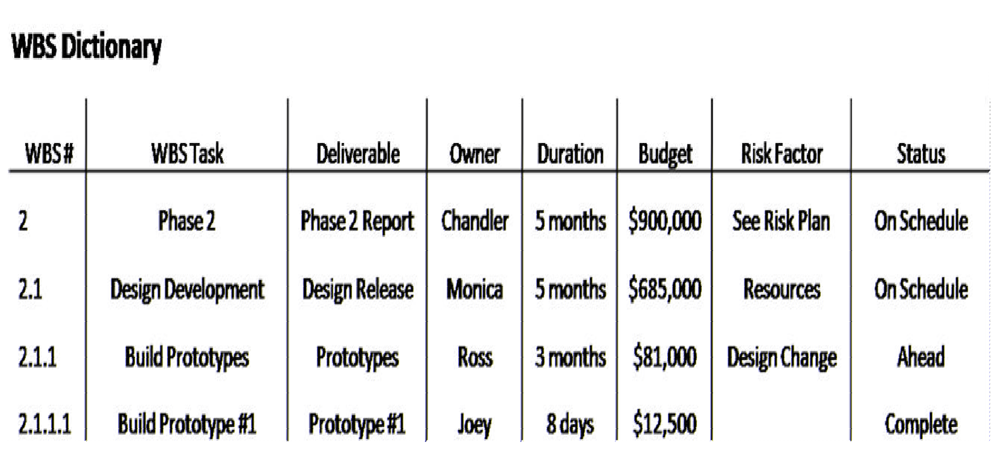 WBS Dictionary
WBS # WBS Task Deliverable Owner Duration Budget Risk Factor Status
2 Phase 2 Phase 2 Report Chandler 5 months $900,000 See Risk Plan On Schedule
2.1 Design Development Design Release Monica 5 months $685,000 Resources On Schedule
2.1.1 Build Prototypes Prototypes Ross 3 months $81,000 Design Change Ahead
2.1.1.1 Build Prototype #1 Prototype #1 Joey 8 days $12,500 Complete